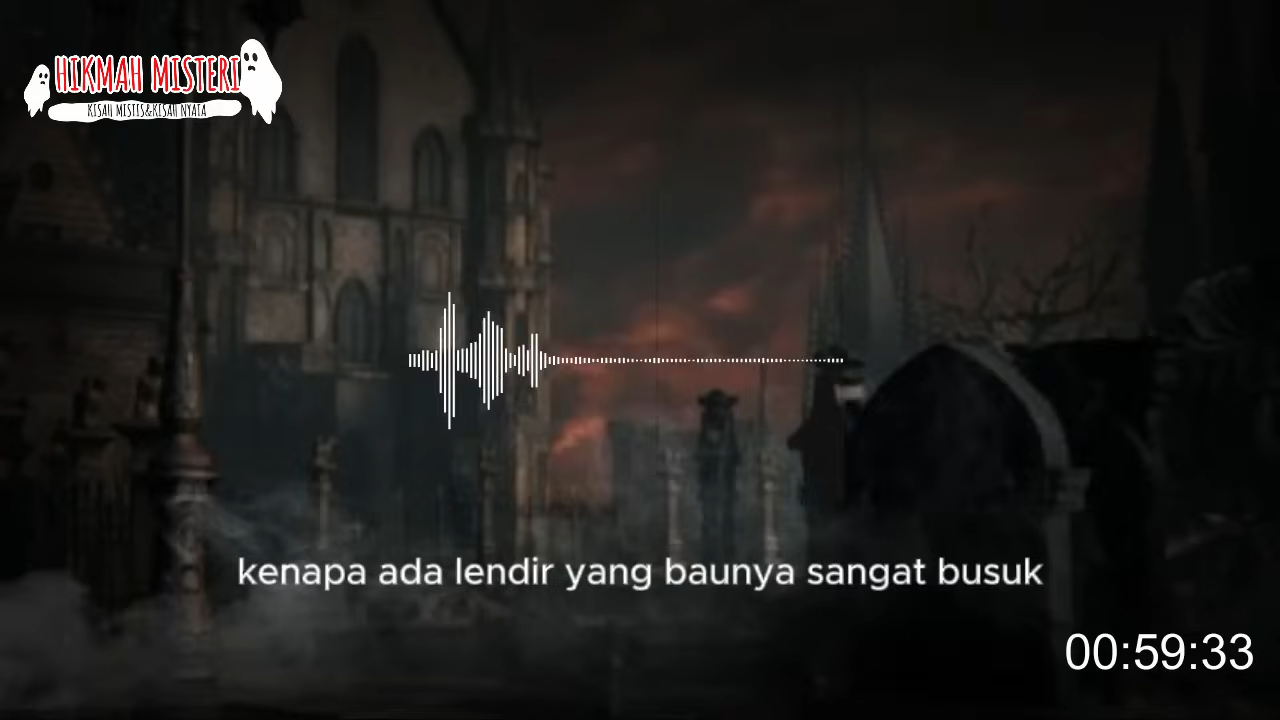 HIKMAH MISTERI
KISAH MISTIS&KISAH NYATA
kenapa ada lendir yang baunya sangat busuk
00:59:33